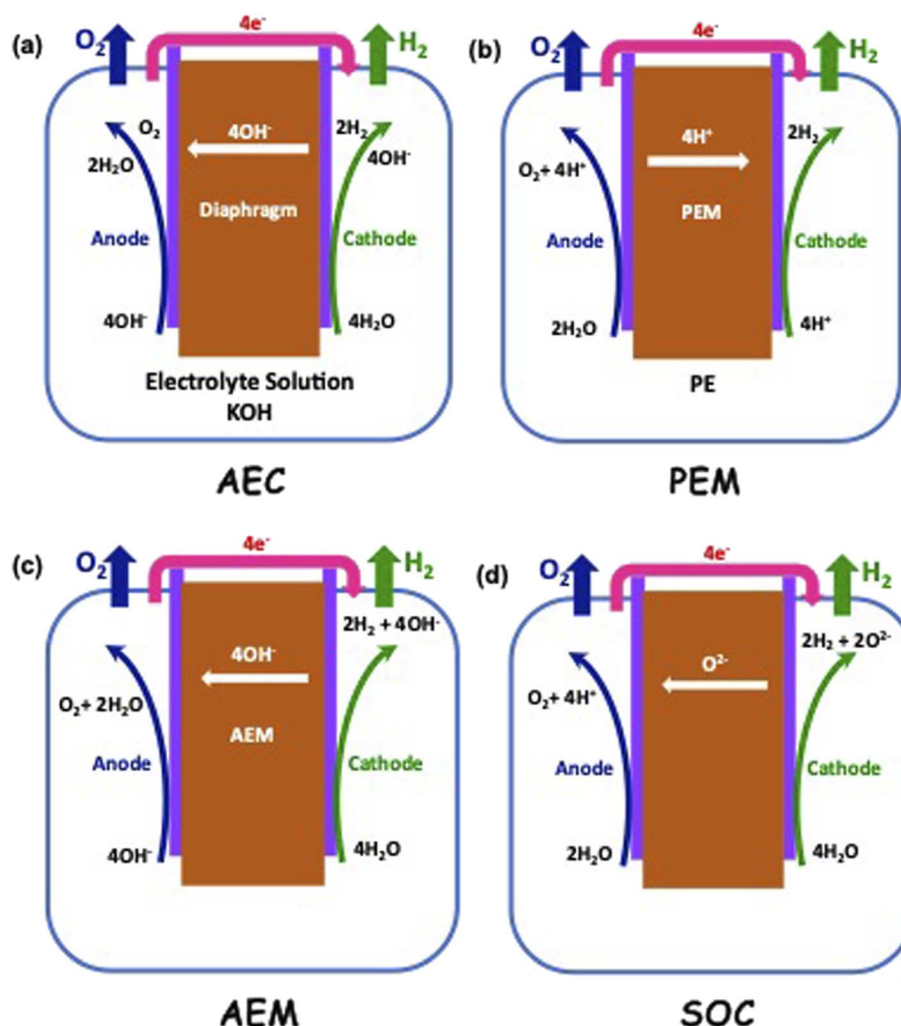 (a)
O₂
4e⁻
H₂
O₂
2H₂O
4OH⁻
2H₂
4OH⁻
Diaphragm
Anode
Cathode
4OH⁻
4H₂O
Electrolyte Solution
KOH
AEC
(b)
O₂
4e⁻
H₂
O₂+ 4H⁺
4H⁺
2H₂
PEM
Anode
Cathode
2H₂O
4H⁺
PE
PEM
(c)
O₂
4e⁻
H₂
2H₂ + 4OH⁻
4OH⁻
O₂+ 2H₂O
AEM
Anode
Cathode
4OH⁻
4H₂O
AEM
(d)
O₂
4e⁻
H₂
2H₂ + 2O²⁻
O²⁻
O₂+ 4H⁺
Anode
Cathode
2H₂O
4H₂O
SOC